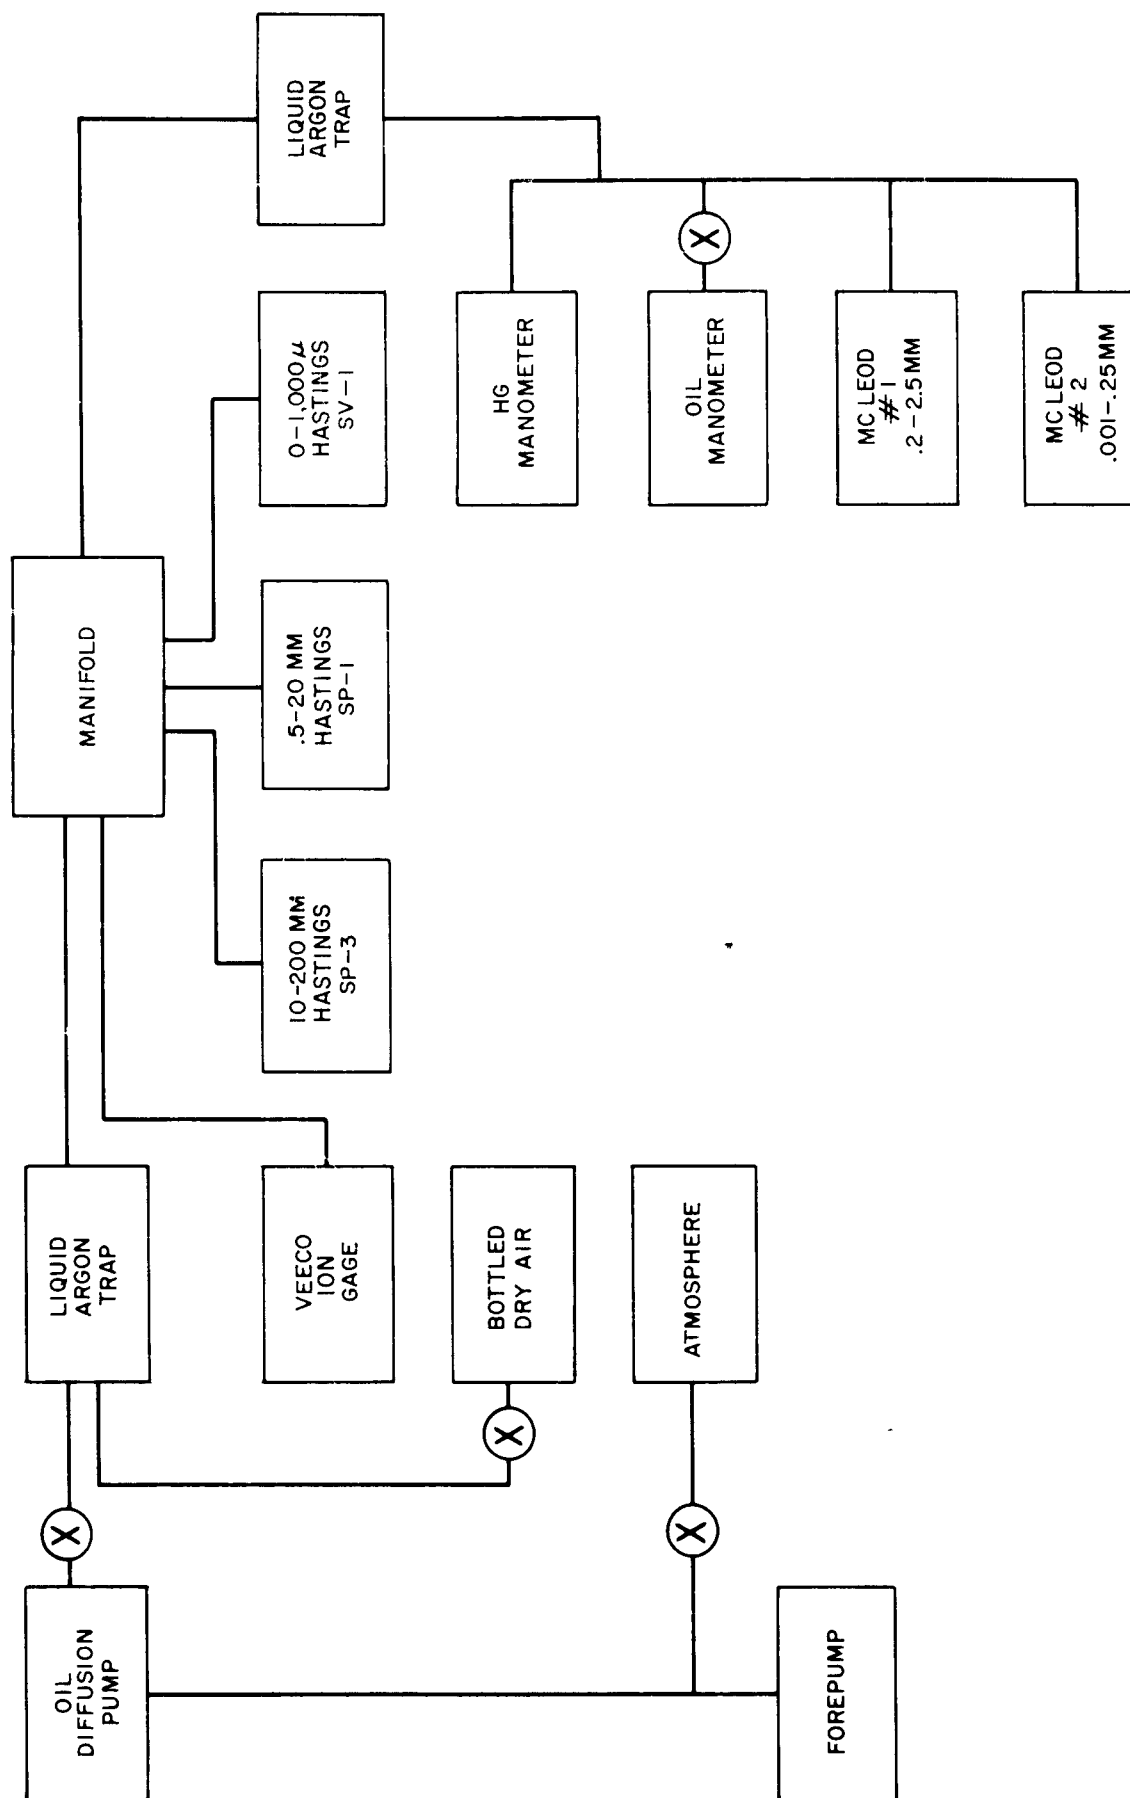 OIL
DIFFUSION
PUMP
X
LIQUID
ARGON
TRAP
MANIFOLD
VEECO
ION
GAGE
10-200 MM
HASTINGS
SP-3
.5-20 MM
HASTINGS
SP-1
0-1,000μ
HASTINGS
SV-1
LIQUID
ARGON
TRAP
X
BOTTLED
DRY AIR
HG
MANOMETER
X
ATMOSPHERE
OIL
MANOMETER
X
FOREPUMP
MC LEOD
#1
.2-2.5MM
MC LEOD
#2
.001-.25MM